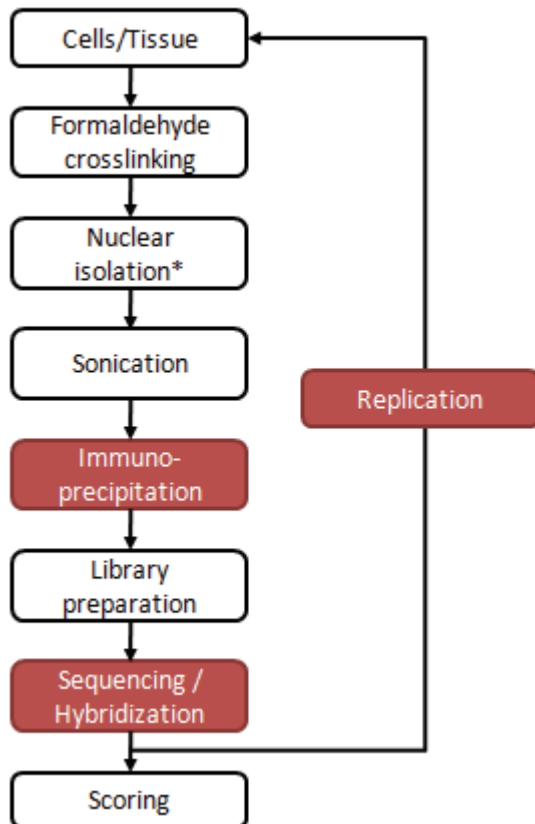 Cells/Tissue
Formaldehyde
crosslinking
Nuclear
isolation*
Sonication
Replication
Immuno-
precipitation
Library
preparation
Sequencing /
Hybridization
Scoring